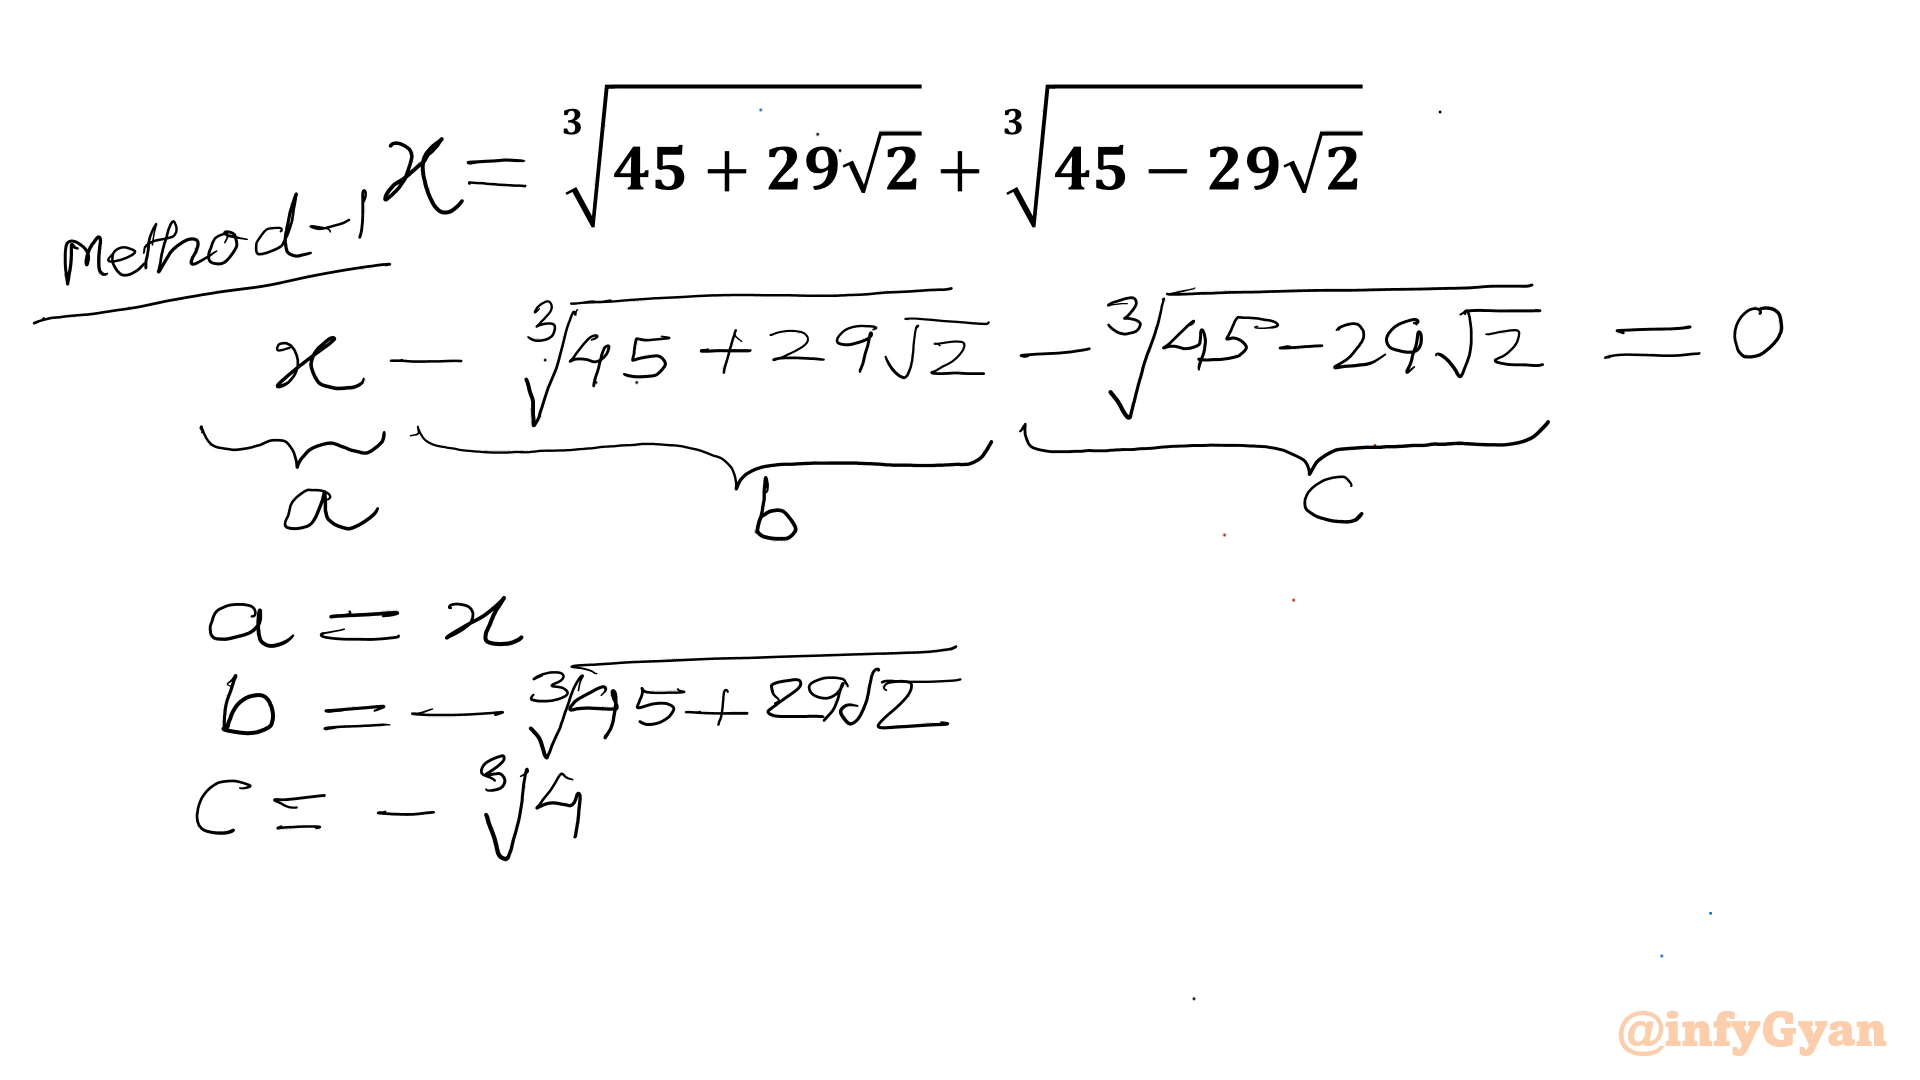 x = ∛(45 + 29√2) + ∛(45 − 29√2)
Method-1
x − ∛(45 + 29√2) − ∛(45 − 29√2) = 0
a b c
a = x
b = − ∛(45 + 29√2)
c = − ∛4
@infyGyan